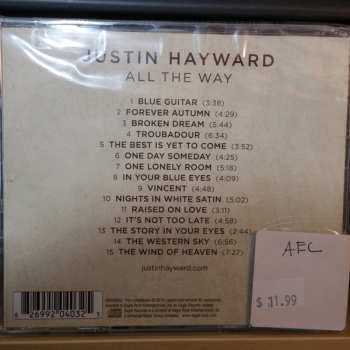 JUSTIN HAYWARD
ALL THE WAY
1 BLUE GUITAR (3:38)
2 FOREVER AUTUMN (4:29)
3 BROKEN DREAM (5:44)
4 TROUBADOUR (6:34)
5 THE BEST IS YET TO COME (3:52)
6 ONE DAY SOMEDAY (4:25)
7 ONE LONELY ROOM (5:18)
8 IN YOUR BLUE EYES (4:09)
9 VINCENT (4:48)
10 NIGHTS IN WHITE SATIN (5:02)
11 RAISED ON LOVE (3:11)
12 IT'S NOT TOO LATE (4:58)
13 THE STORY IN YOUR EYES (2:44)
14 THE WESTERN SKY (6:56)
15 THE WIND OF HEAVEN (7:27)
justinhayward.com
AFC
$ 11.99
26992 04032